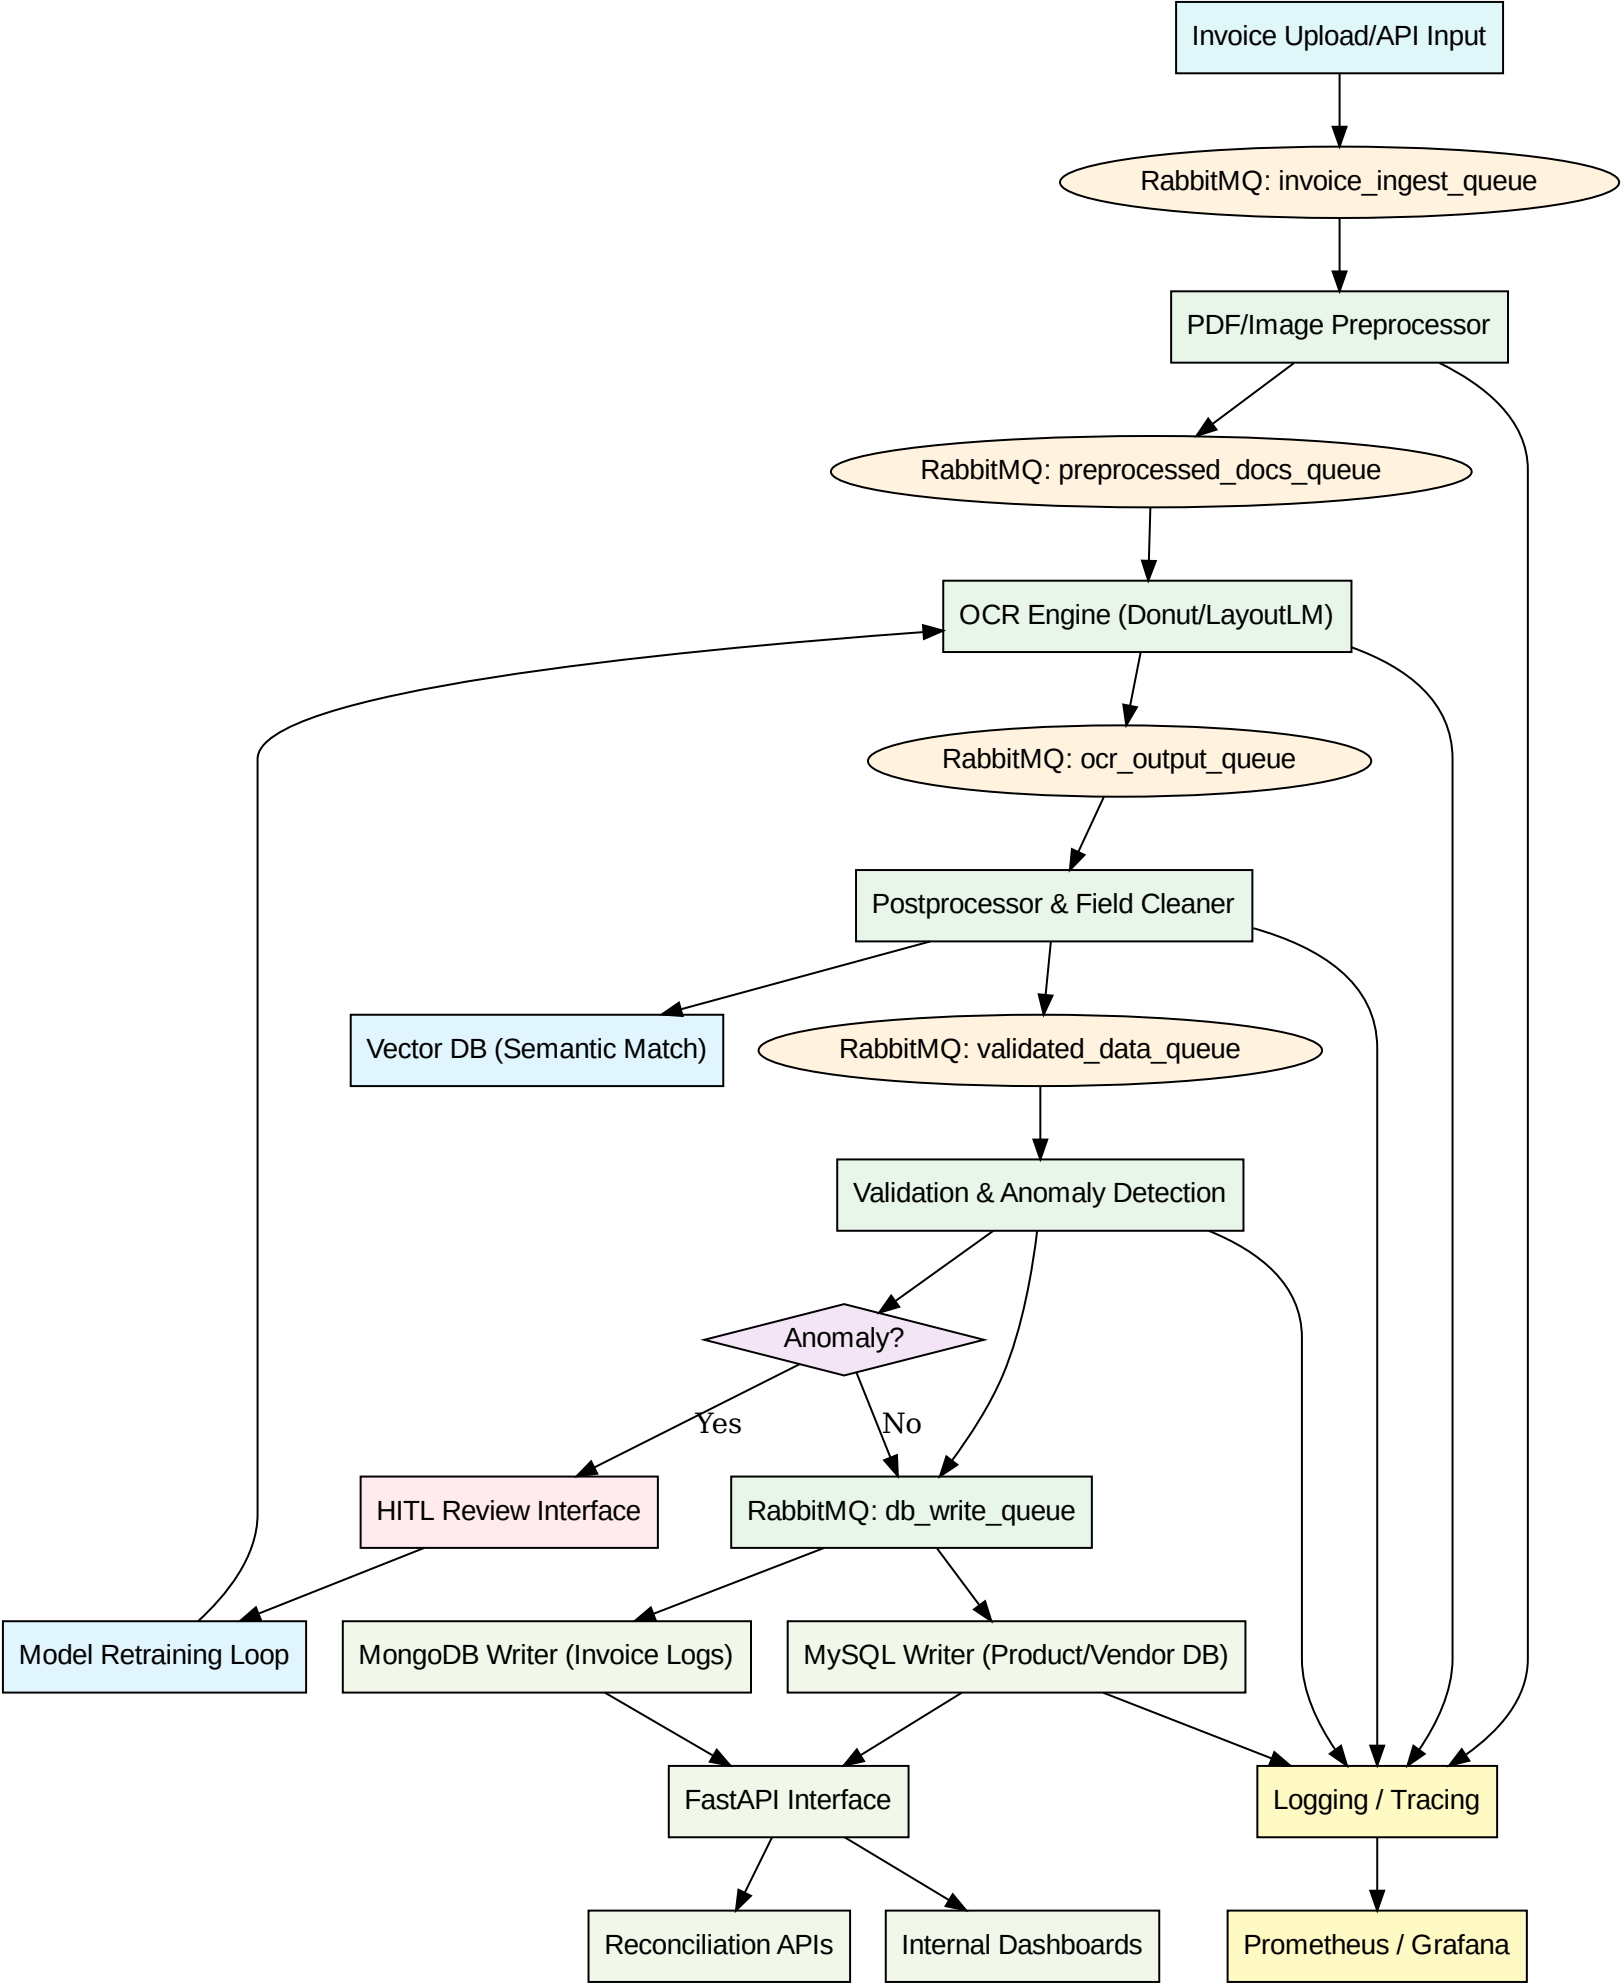 Invoice Upload/API Input
RabbitMQ: invoice_ingest_queue
PDF/Image Preprocessor
RabbitMQ: preprocessed_docs_queue
OCR Engine (Donut/LayoutLM)
RabbitMQ: ocr_output_queue
Postprocessor & Field Cleaner
Vector DB (Semantic Match)
RabbitMQ: validated_data_queue
Validation & Anomaly Detection
Anomaly?
Yes
No
HITL Review Interface
RabbitMQ: db_write_queue
Model Retraining Loop
MongoDB Writer (Invoice Logs)
MySQL Writer (Product/Vendor DB)
FastAPI Interface
Logging / Tracing
Reconciliation APIs
Internal Dashboards
Prometheus / Grafana